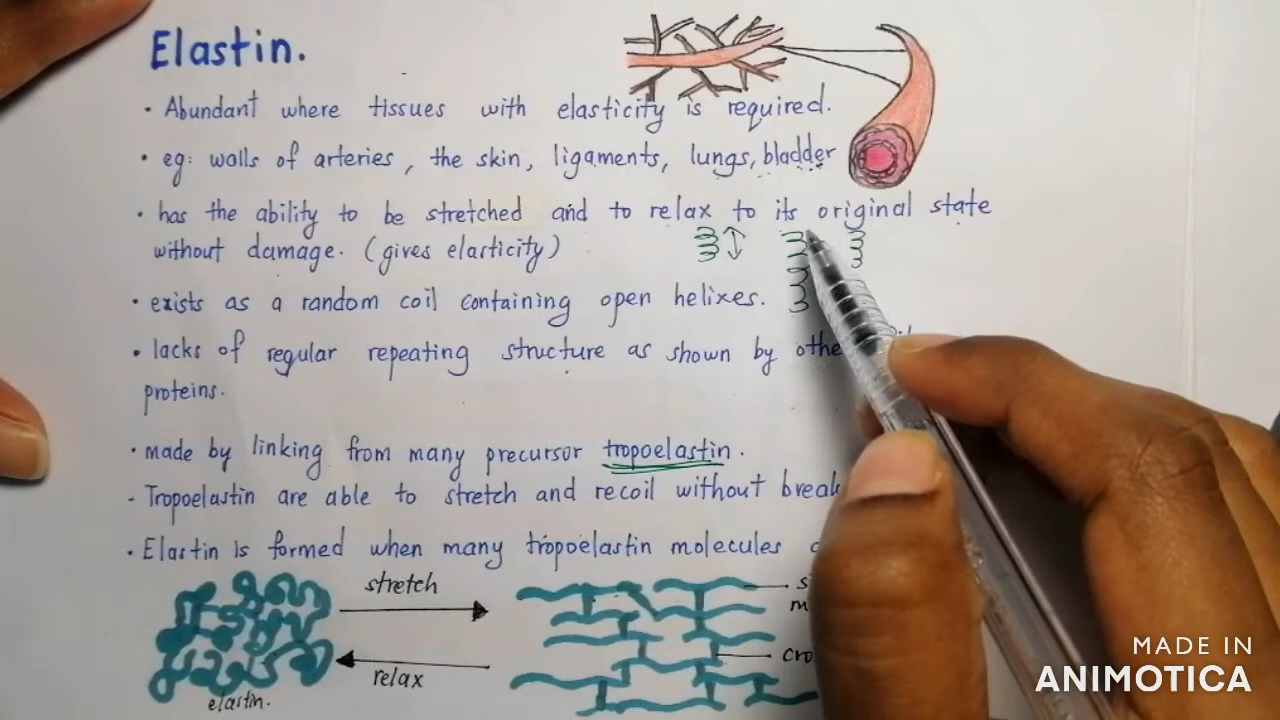 Elastin.
· Abundant where tissues with elasticity is required.
· eg: walls of arteries, the skin, ligaments, lungs, bladder
· has the ability to be stretched and to relax to its original state
without damage. (gives elasticity)
· exists as a random coil containing open helixes.
· lacks of regular repeating structure as shown by
proteins.
· made by linking from many precursor tropoelastin.
- Tropoelastin are able to stretch and recoil without
· Elastin is formed when many tropoelastin molecules
stretch
relax
elastin.
MADE IN
ANIMOTICA